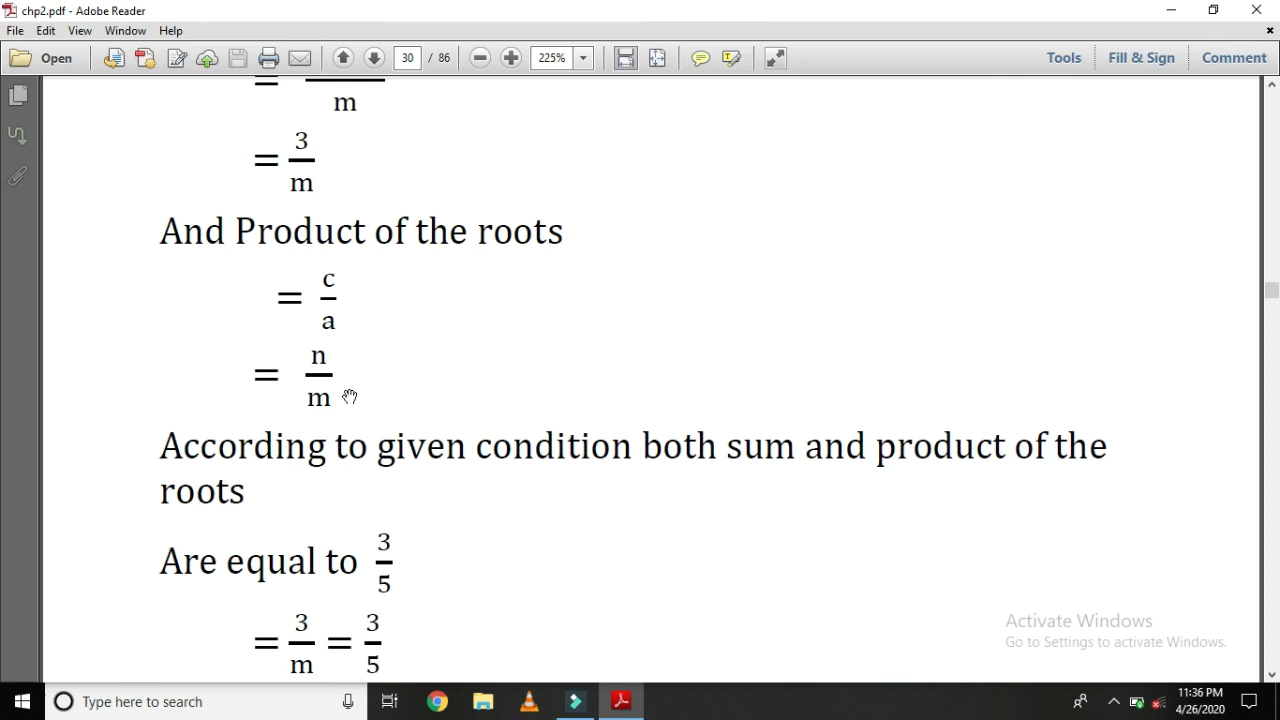 chp2.pdf - Adobe Reader
File Edit View Window Help
Open 30 / 86 225% Tools Fill & Sign Comment
= —
m
= 3/m
And Product of the roots
= c/a
= n/m
According to given condition both sum and product of the
roots
Are equal to 3/5
= 3/m = 3/5
Activate Windows
Go to Settings to activate Windows.
Type here to search
11:36 PM
4/26/2020